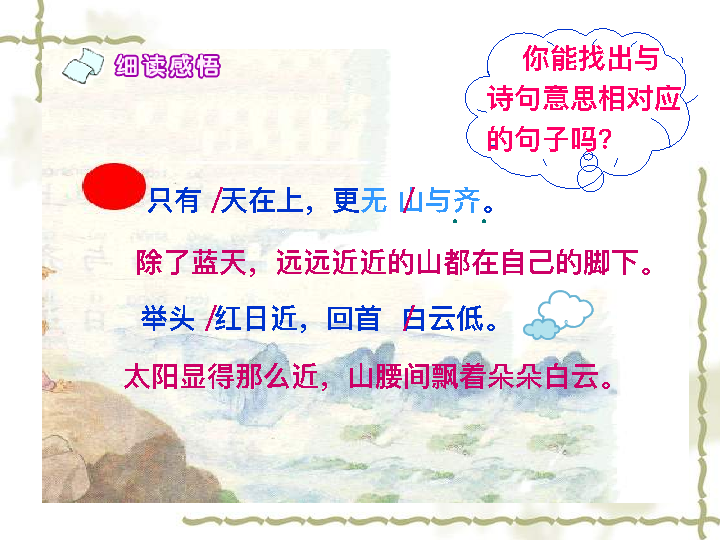 细读感悟
你能找出与
诗句意思相对应
的句子吗？
只有 /天在上，更无 /山与齐。
除了蓝天，远远近近的山都在自己的脚下。
举头 /红日近，回首 /白云低。
太阳显得那么近，山腰间飘着朵朵白云。